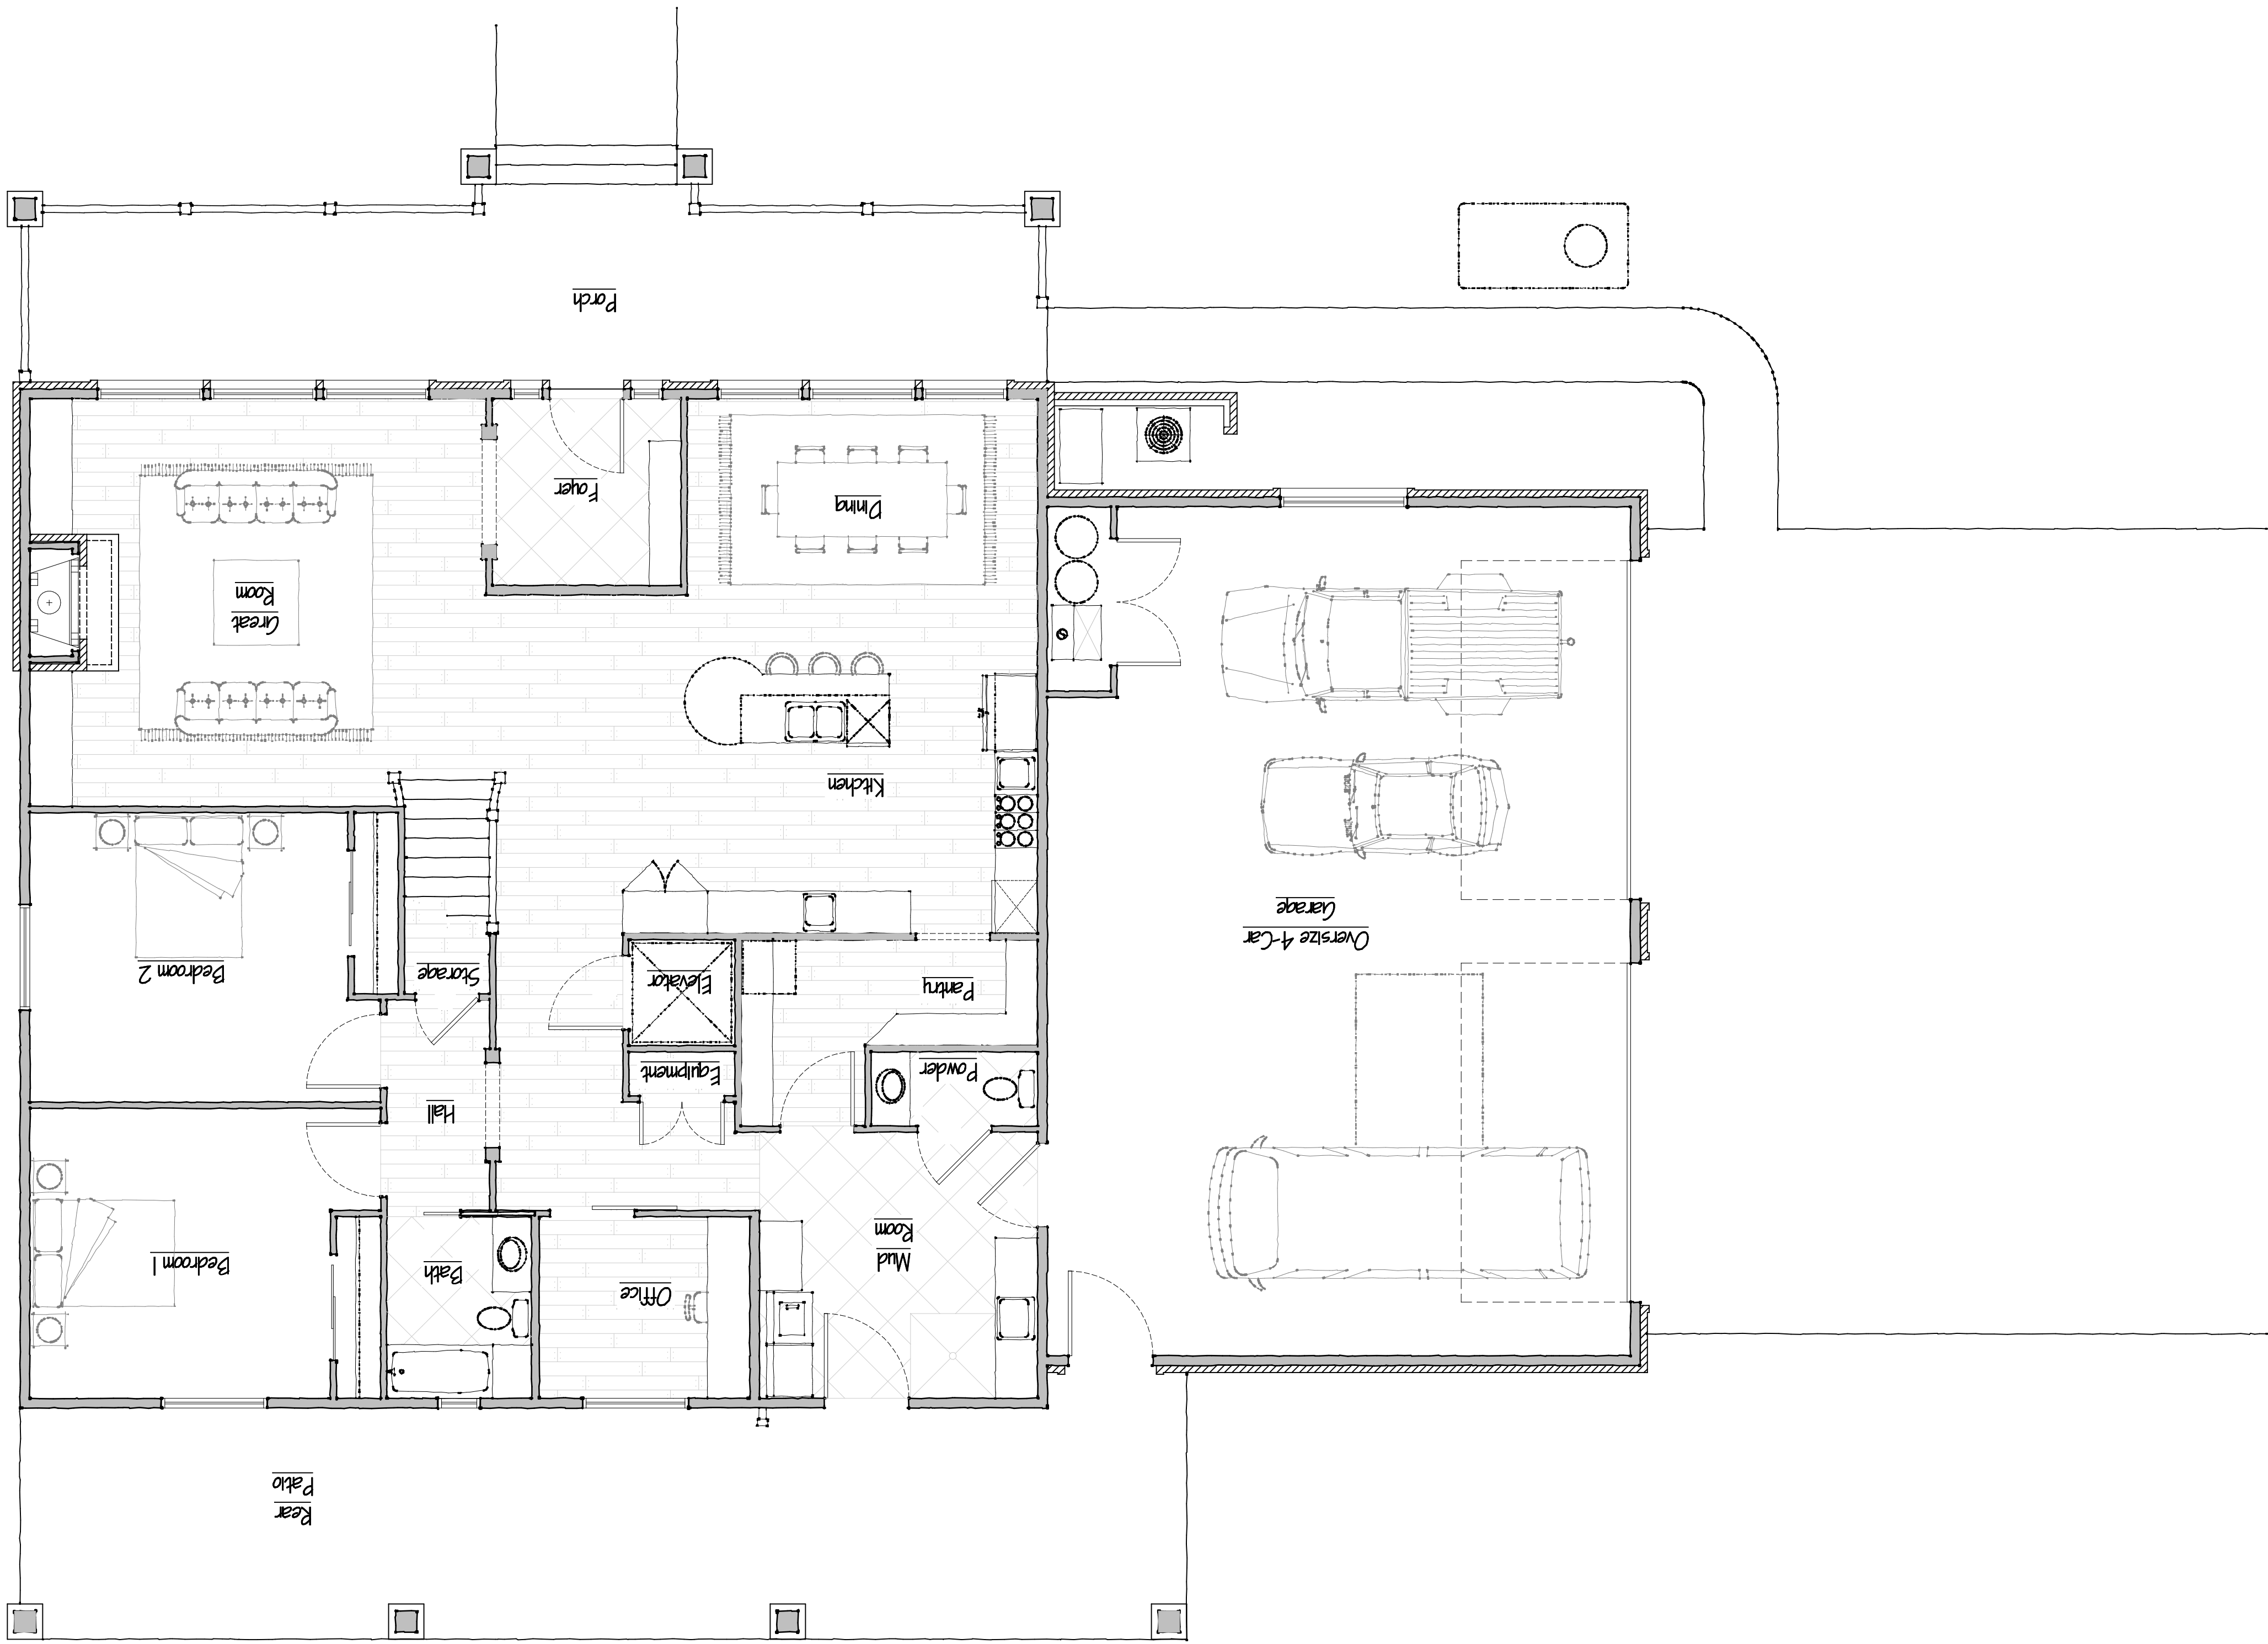 Rear
Patio
Bedroom 1
Bath
Office
Mud
Room
Hall
Equipment
Powder
Bedroom 2
Storage
Elevator
Pantry
Oversize 4-Car
Garage
Kitchen
Great
Room
Foyer
Dining
Porch